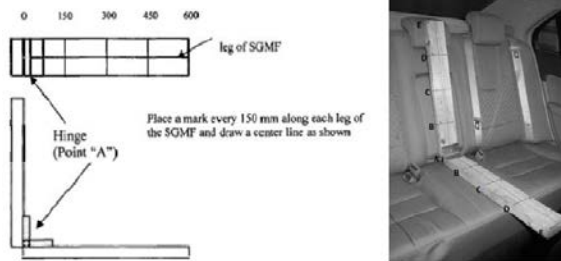 0 150 300 450 600
leg of SGMF
Hinge
(Point "A")
Place a mark every 150 mm along each leg of
the SGMF and draw a center line as shown
E
D
C
B
B
C
D
E